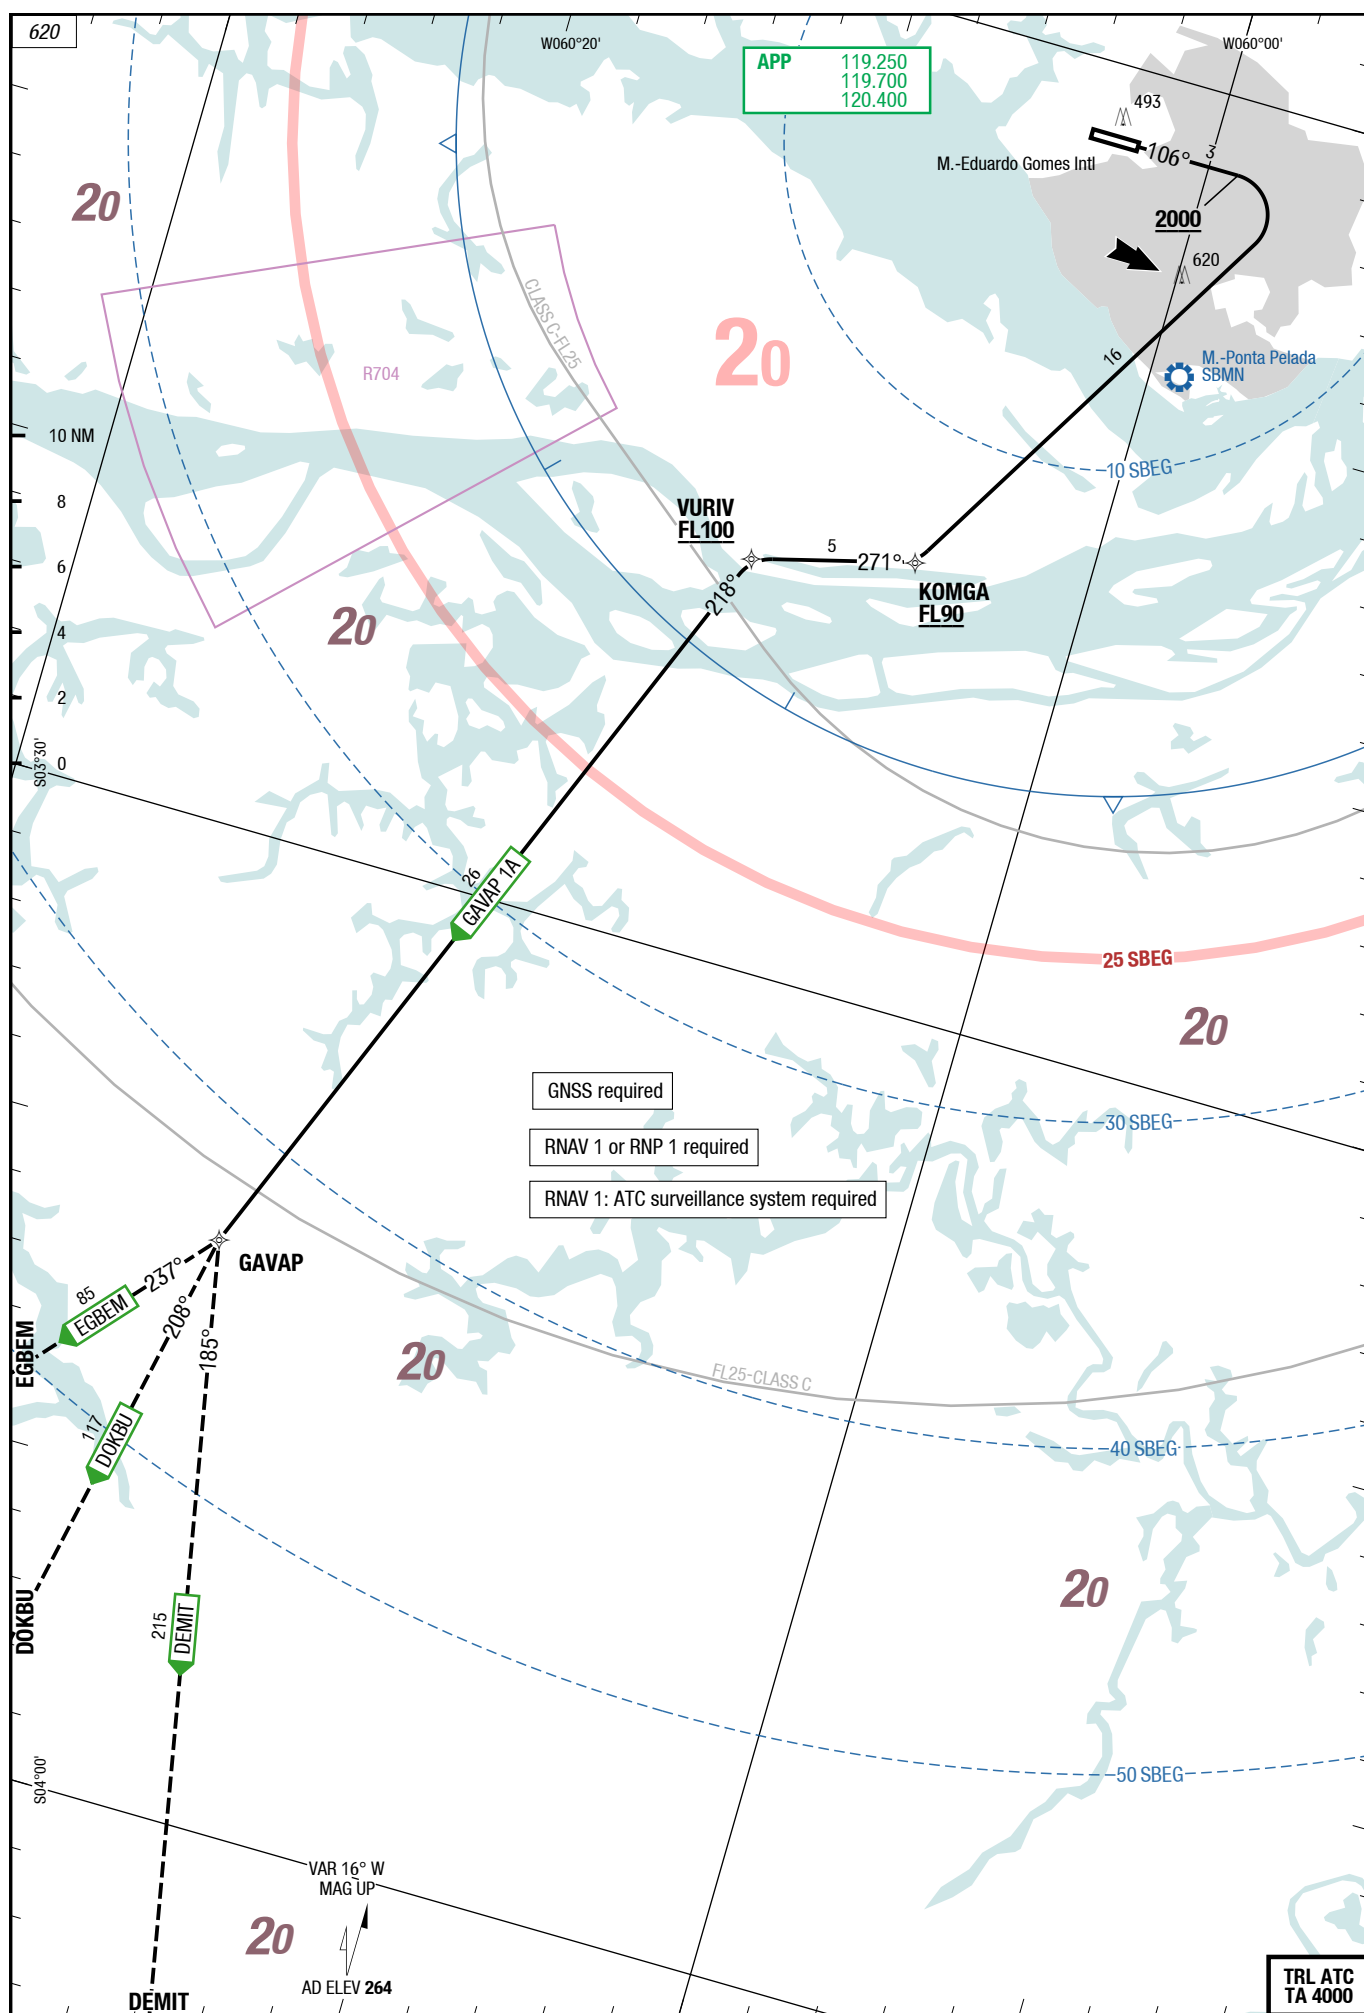 620
W060°20'
W060°00'
APP 119.250
119.700
120.400
493
M.-Eduardo Gomes Intl
106°
3
2000
620
20
20
CLASS C-FL25
R704
16
M.-Ponta Pelada
SBMN
10 NM
8
6
4
2
0
10 SBEG
VURIV
FL100
5
271°
KOMGA
FL90
218°
20
S03°30'
26
GAVAP 1A
25 SBEG
20
GNSS required
30 SBEG
RNAV 1 or RNP 1 required
RNAV 1: ATC surveillance system required
GAVAP
237°
85
EGBEM
EGBEM
208°
185°
20
FL25-CLASS C
117
DOKBU
40 SBEG
DOKBU
215
DEMIT
20
S04°00'
50 SBEG
VAR 16° W
MAG UP
20
AD ELEV 264
DEMIT
TRL ATC
TA 4000